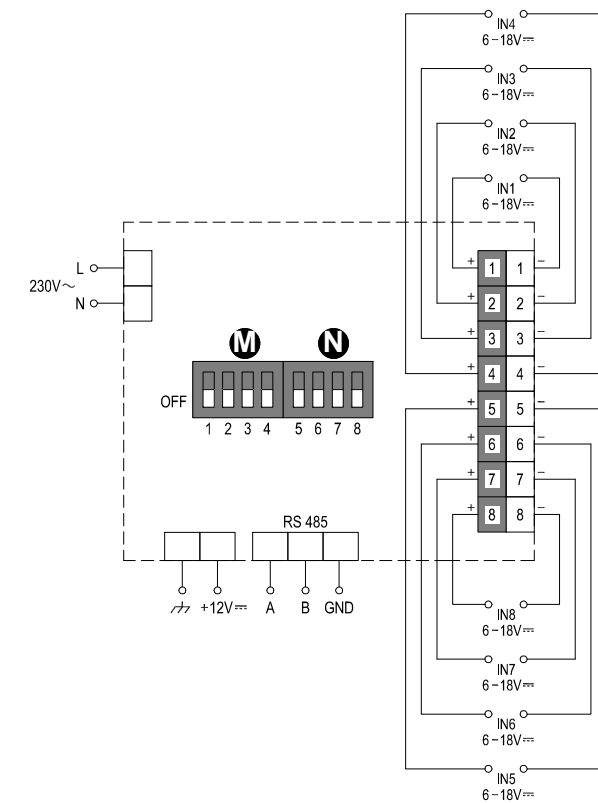 IN4
6–18V⎓
IN3
6–18V⎓
IN2
6–18V⎓
IN1
6–18V⎓
L
230V~
N
+ 1 1 –
+ 2 2 –
+ 3 3 –
+ 4 4 –
+ 5 5 –
+ 6 6 –
+ 7 7 –
+ 8 8 –
M N
OFF
1 2 3 4 5 6 7 8
RS 485
+12V⎓ A B GND
IN8
6–18V⎓
IN7
6–18V⎓
IN6
6–18V⎓
IN5
6–18V⎓